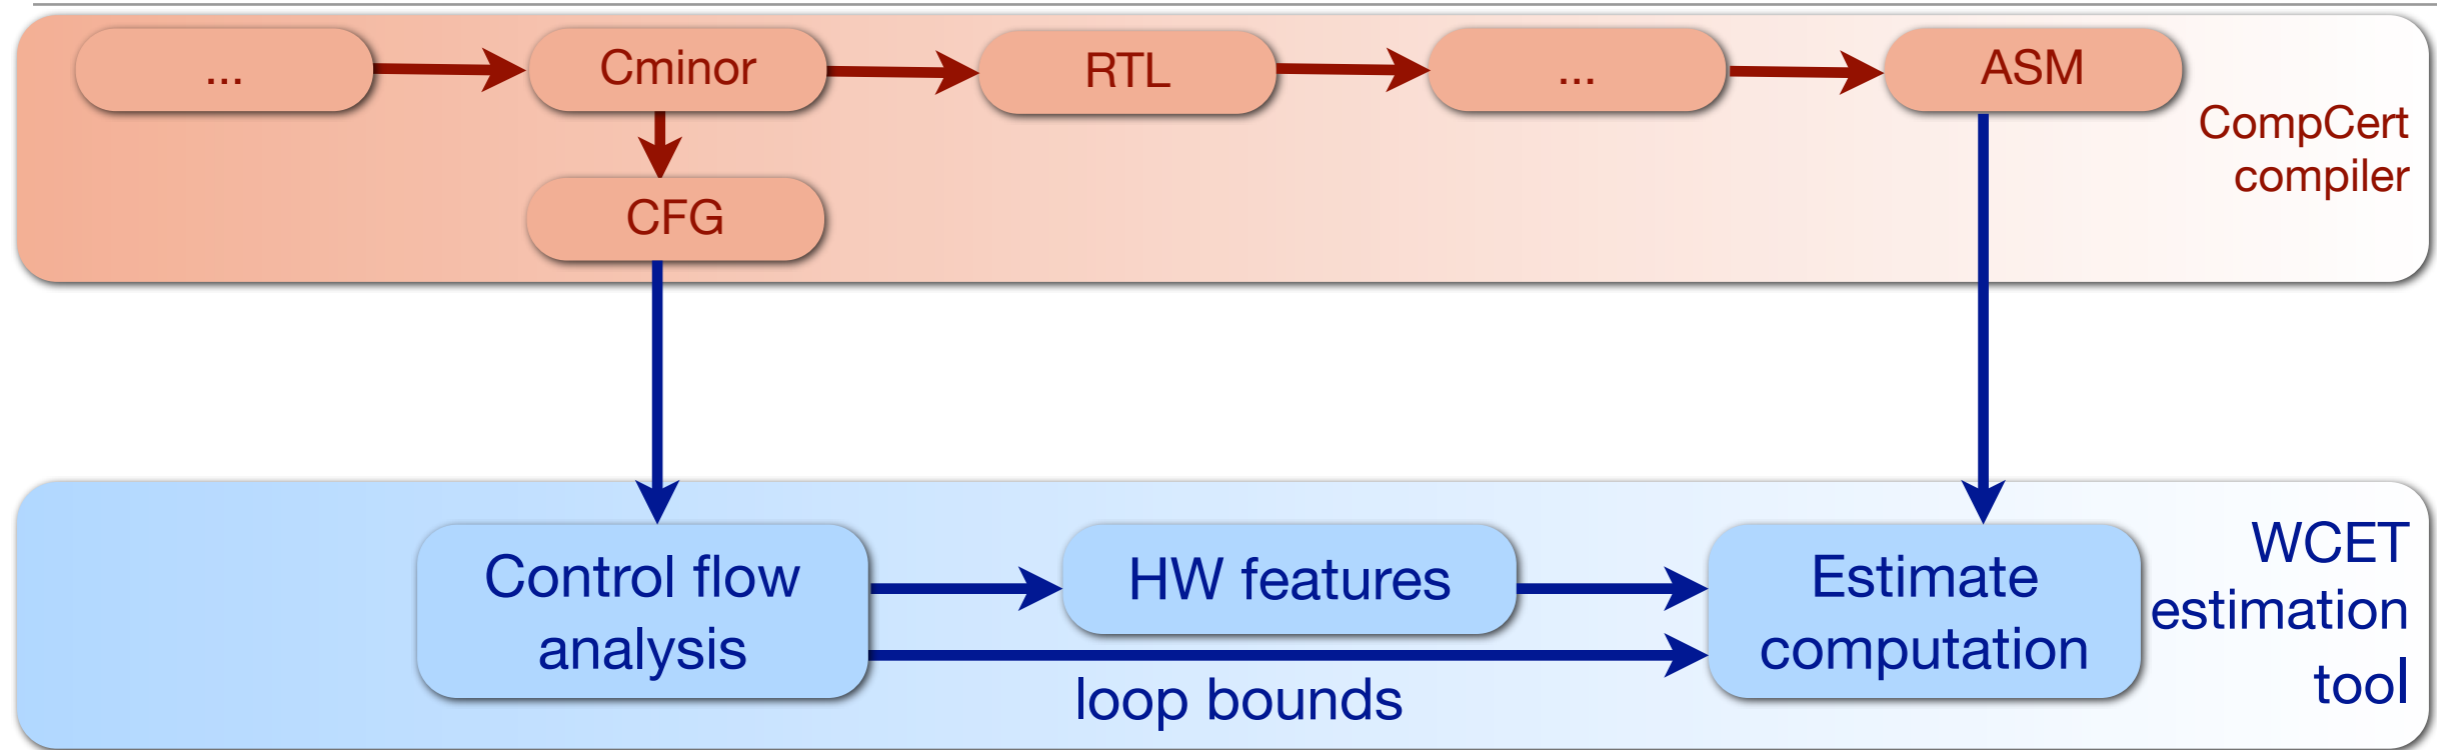 ...
Cminor
RTL
...
ASM
CompCert
compiler
CFG
Control flow
analysis
HW features
Estimate
computation
WCET
estimation
tool
loop bounds